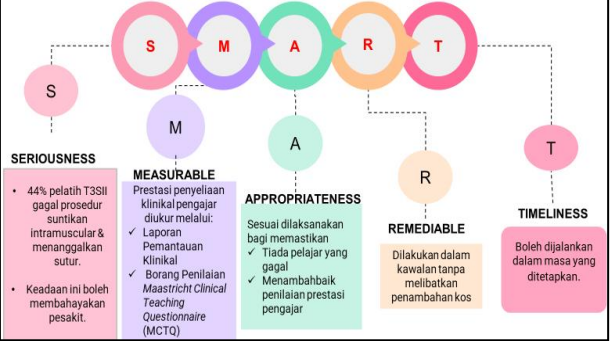 S
M
A
R
T
S
M
A
R
T
SERIOUSNESS
• 44% pelatih T3SII
gagal prosedur
suntikan
intramuscular &
menanggalkan
sutur.
• Keadaan ini boleh
membahayakan
pesakit.
MEASURABLE
Prestasi penyeliaan
klinikal pengajar
diukur melalui:
✓ Laporan
Pemantauan
Klinikal
✓ Borang Penilaian
Maastricht Clinical
Teaching
Questionnaire
(MCTQ)
APPROPRIATENESS
Sesuai dilaksanakan
bagi memastikan
✓ Tiada pelajar yang
gagal
✓ Menambahbaik
penilaian prestasi
pengajar
REMEDIABLE
Dilakukan dalam
kawalan tanpa
melibatkan
penambahan kos
TIMELINESS
Boleh dijalankan
dalam masa yang
ditetapkan.